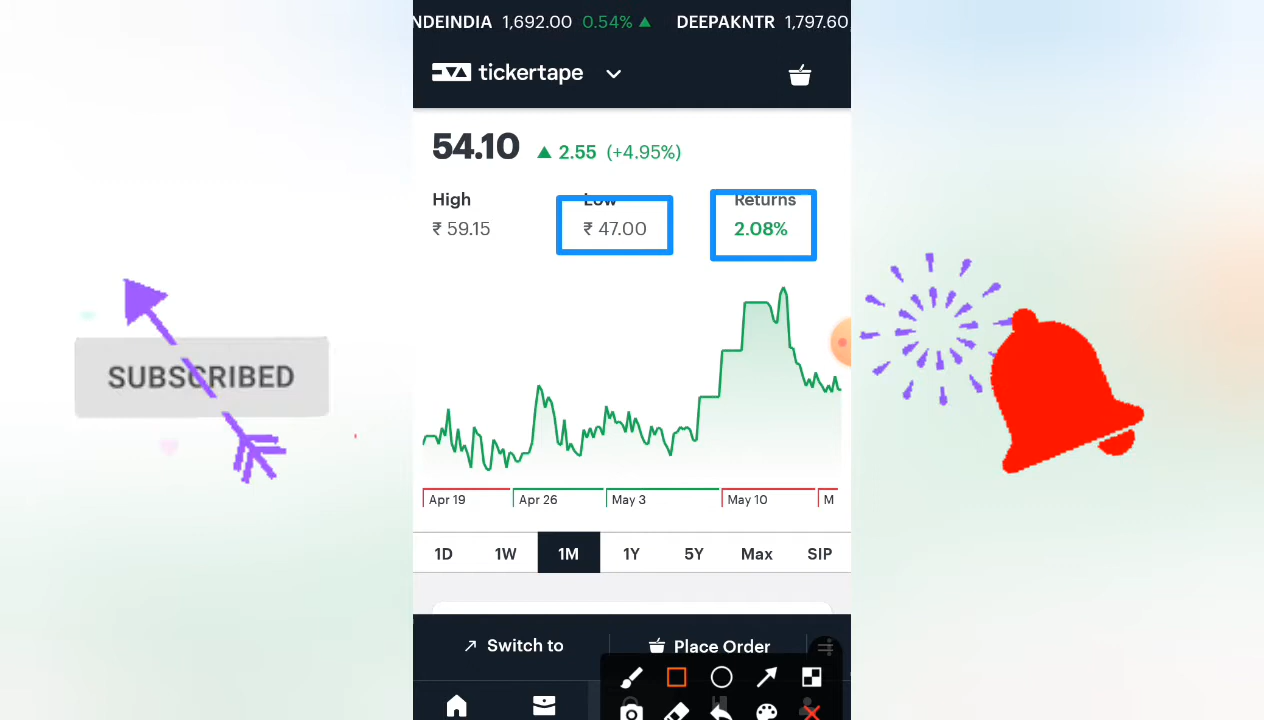 NDEINDIA 1,692.00 0.54% ▲ DEEPAKNTR 1,797.60
tickertape
54.10 ▲ 2.55 (+4.95%)
High Low Returns
₹ 59.15 ₹ 47.00 2.08%
SUBSCRIBED
Apr 19 Apr 26 May 3 May 10 M
1D 1W 1M 1Y 5Y Max SIP
Switch to Place Order